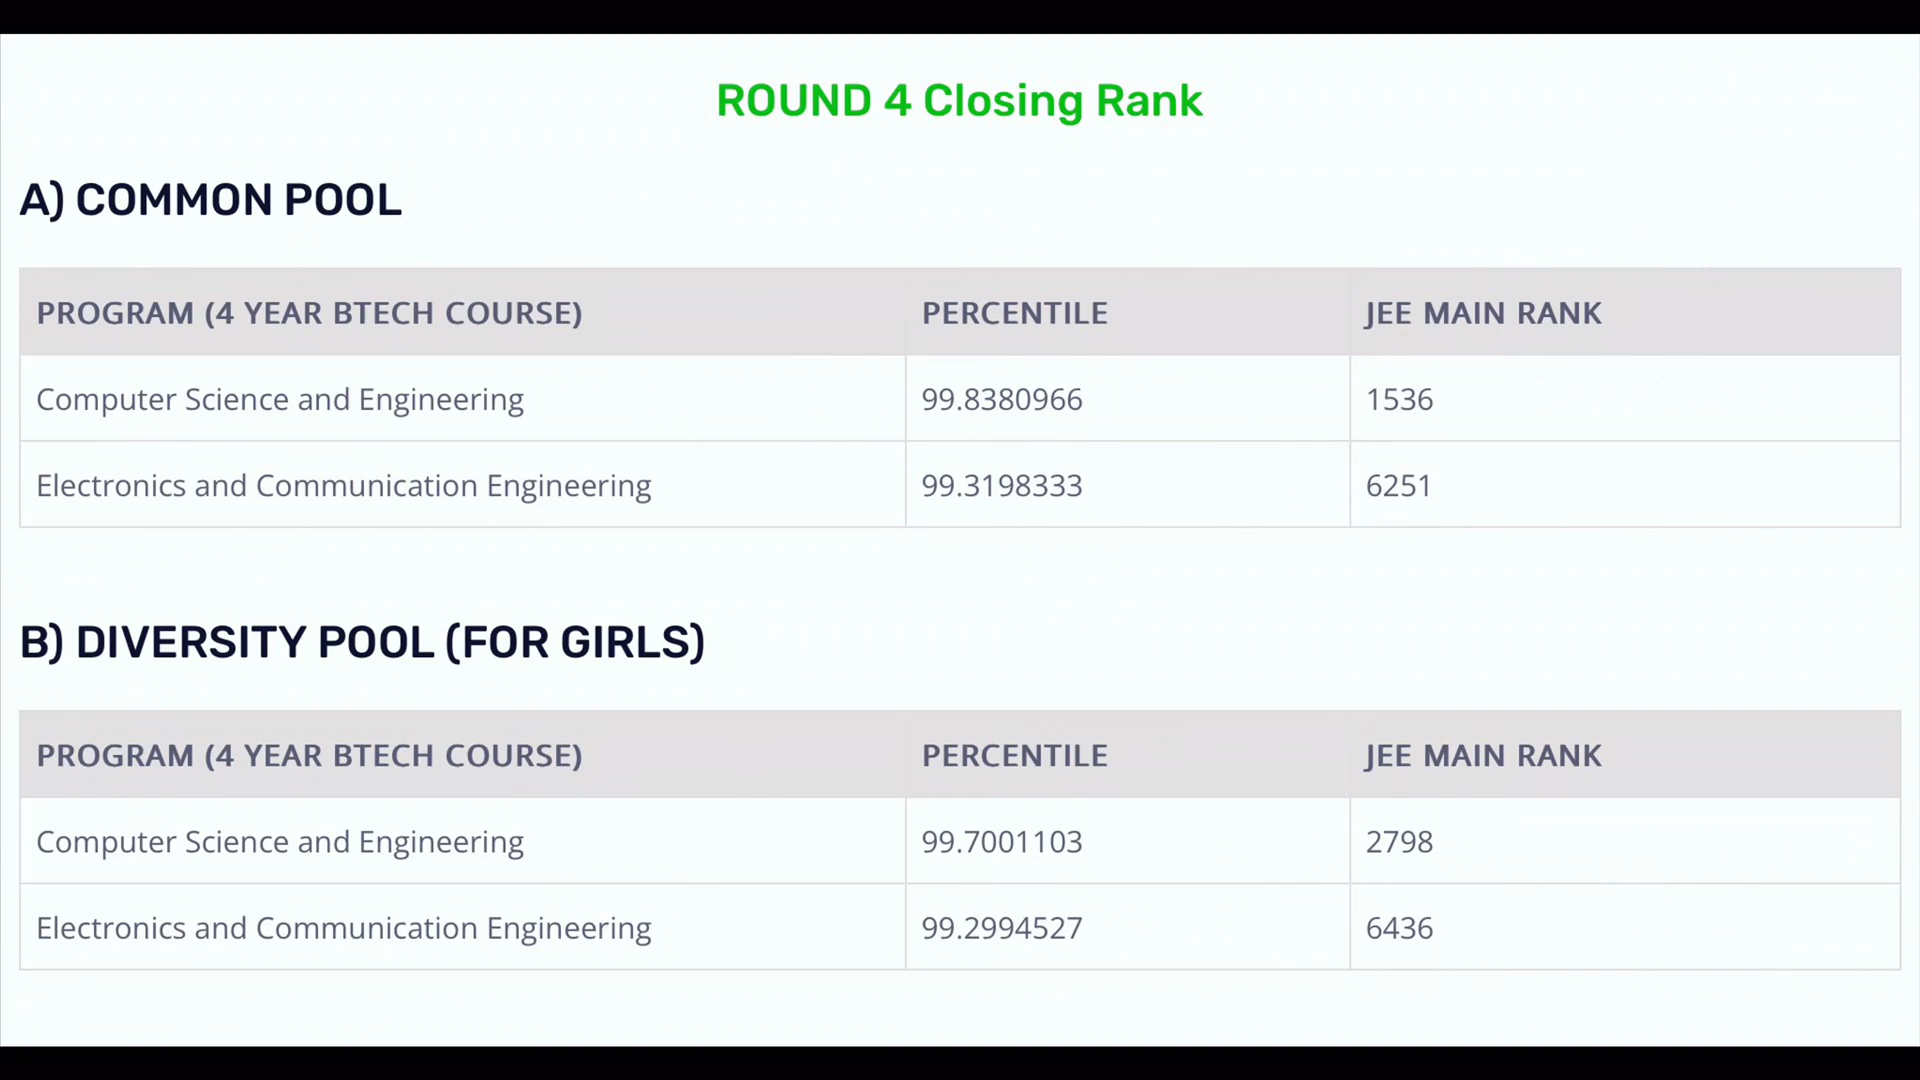 ROUND 4 Closing Rank
A) COMMON POOL
PROGRAM (4 YEAR BTECH COURSE) PERCENTILE JEE MAIN RANK
Computer Science and Engineering 99.8380966 1536
Electronics and Communication Engineering 99.3198333 6251
B) DIVERSITY POOL (FOR GIRLS)
PROGRAM (4 YEAR BTECH COURSE) PERCENTILE JEE MAIN RANK
Computer Science and Engineering 99.7001103 2798
Electronics and Communication Engineering 99.2994527 6436